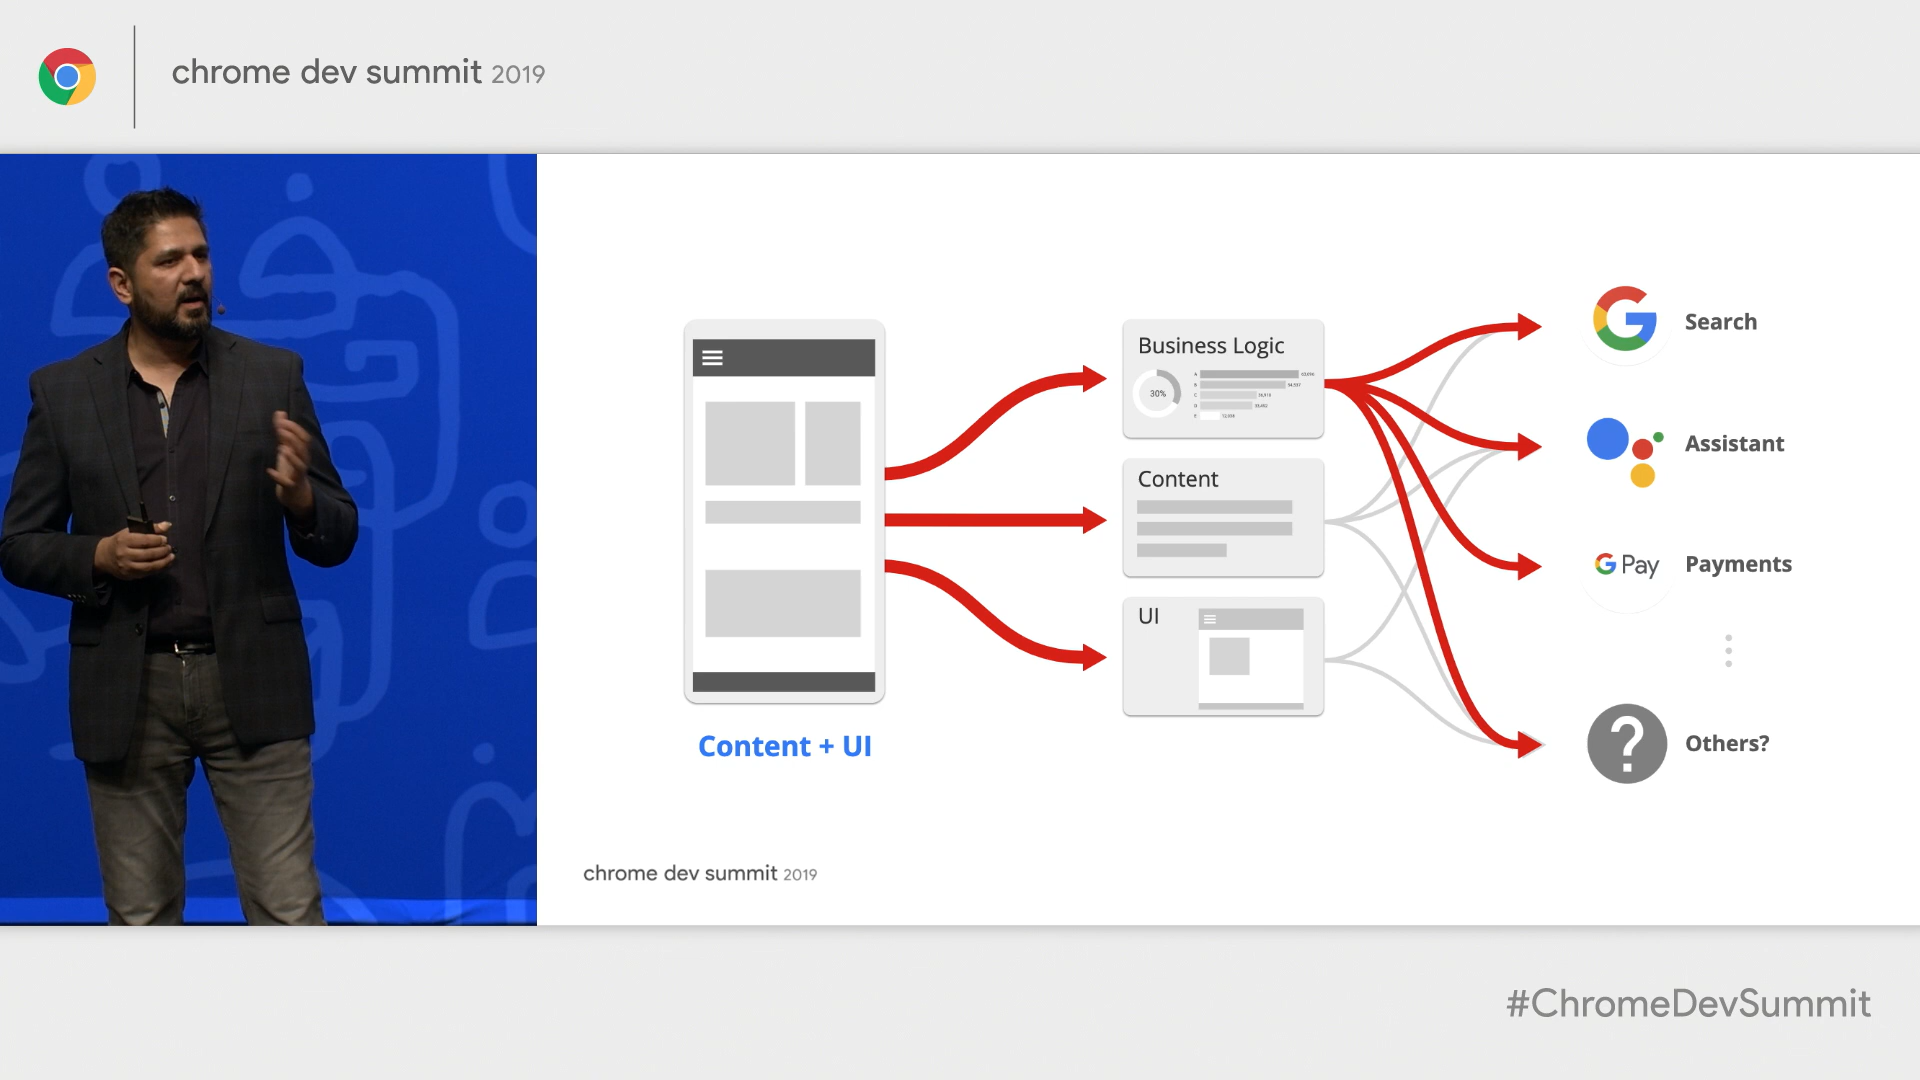 chrome dev summit 2019
Business Logic
30%
A
B
C
D
E
Content
UI
Content + UI
Search
Assistant
G Pay Payments
Others?
?
chrome dev summit 2019
#ChromeDevSummit